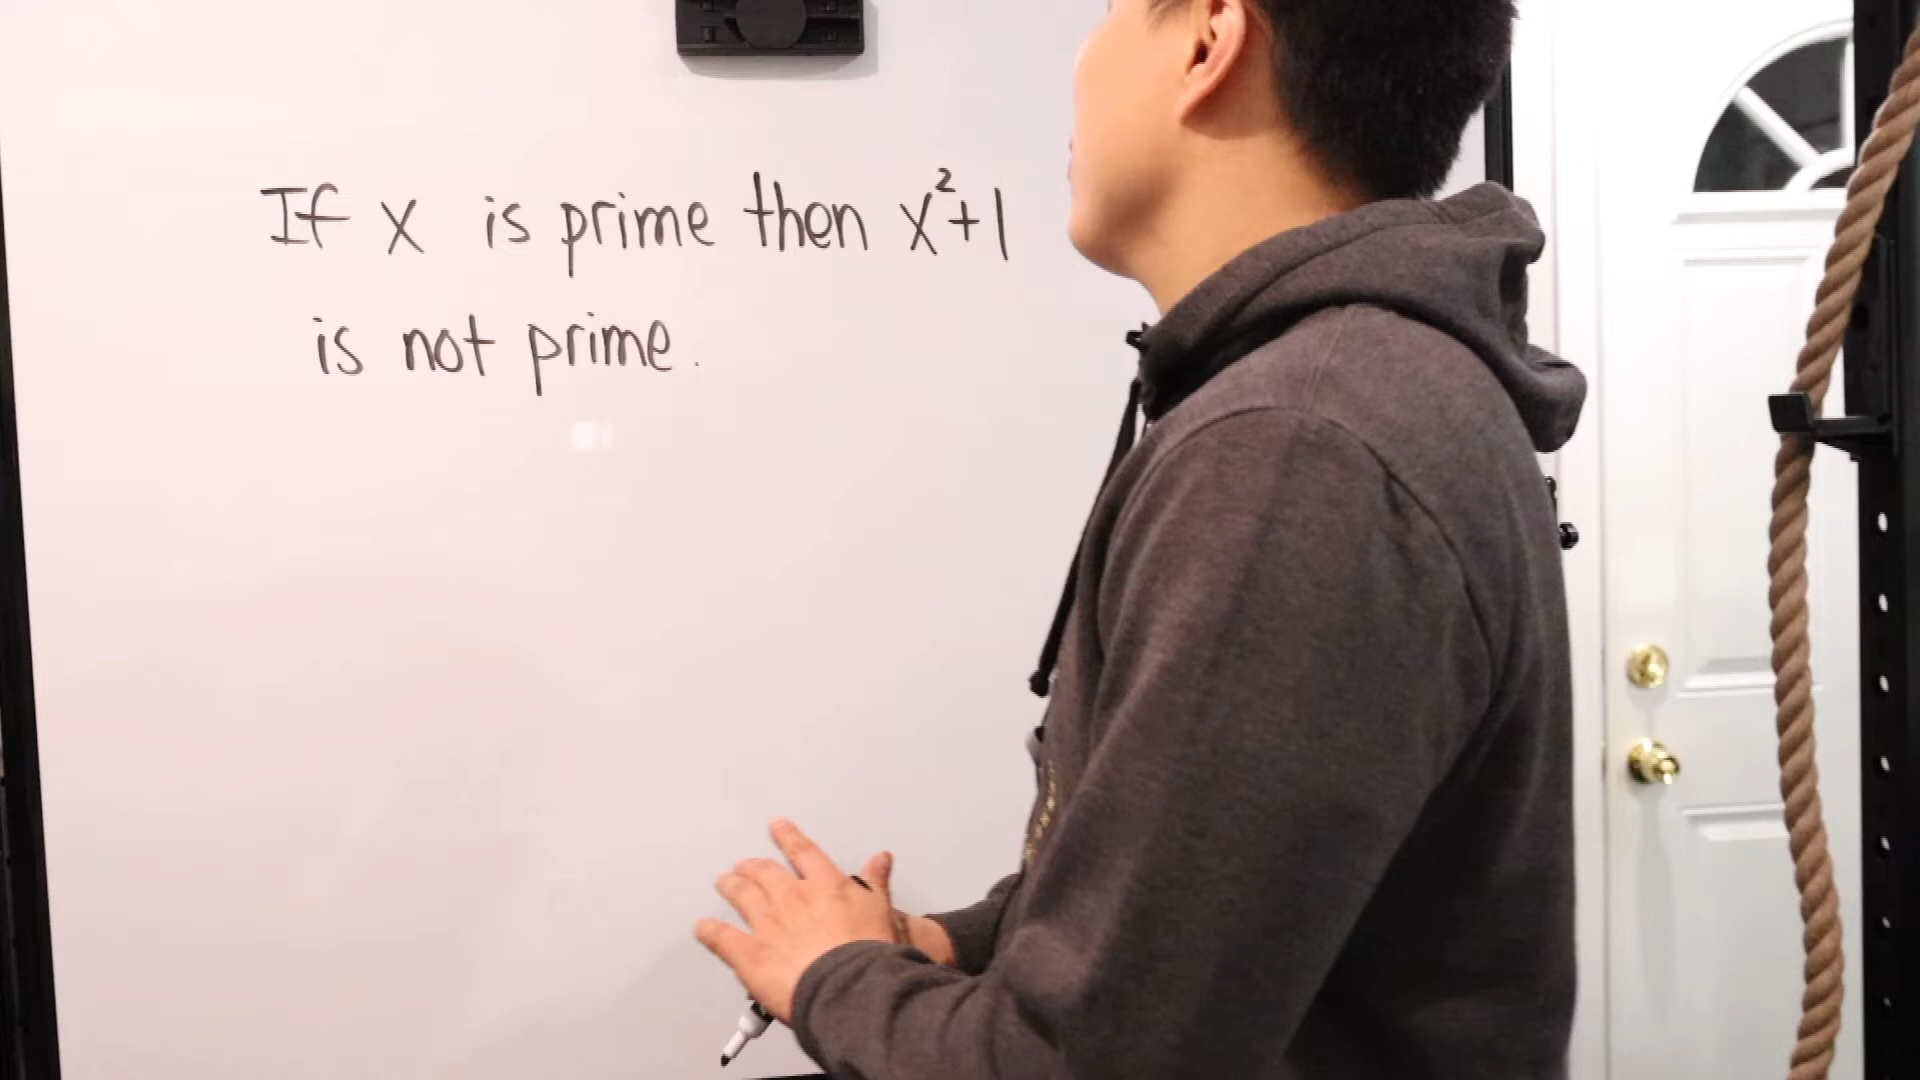 If x is prime then x²+1
is not prime.